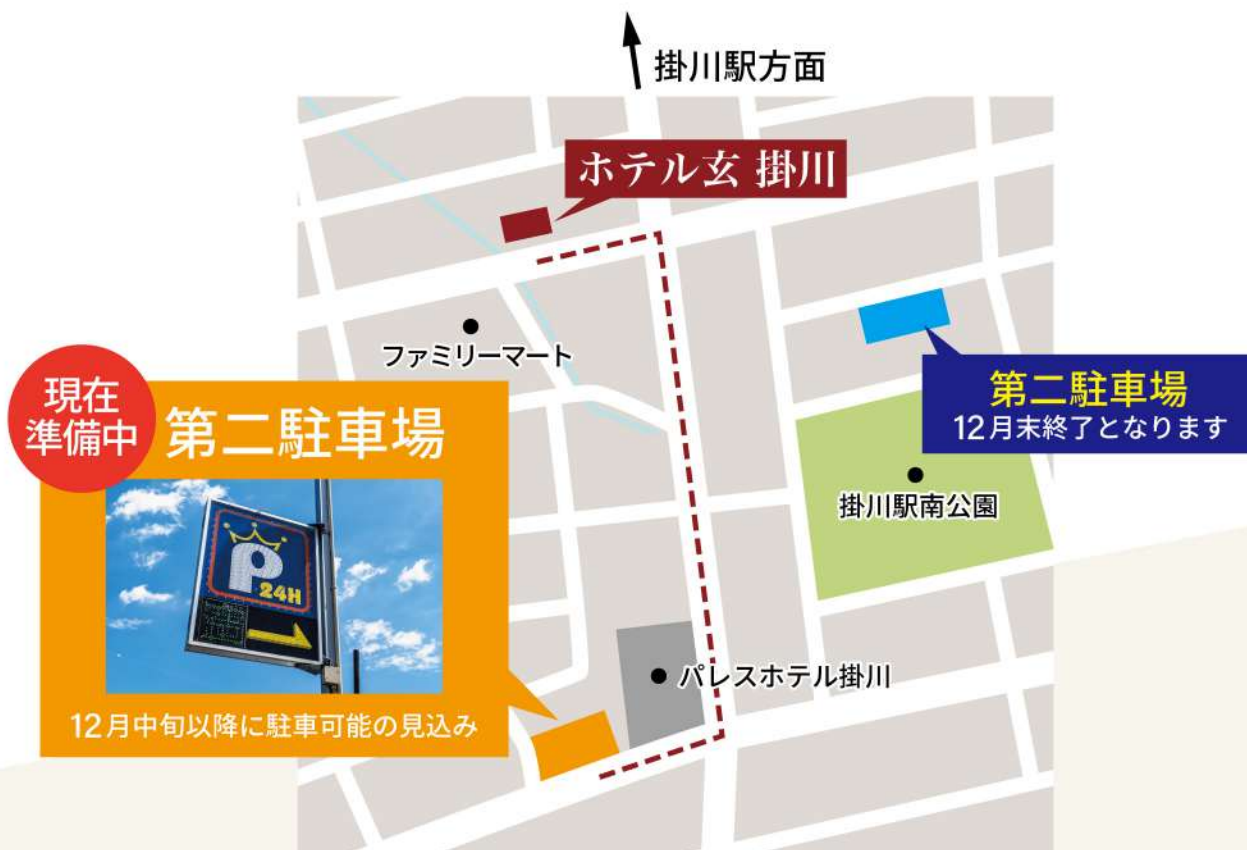 掛川駅方面
ホテル玄 掛川
ファミリーマート
現在
準備中
第二駐車場
P
24H
12月中旬以降に駐車可能の見込み
第二駐車場
12月末終了となります
掛川駅南公園
パレスホテル掛川